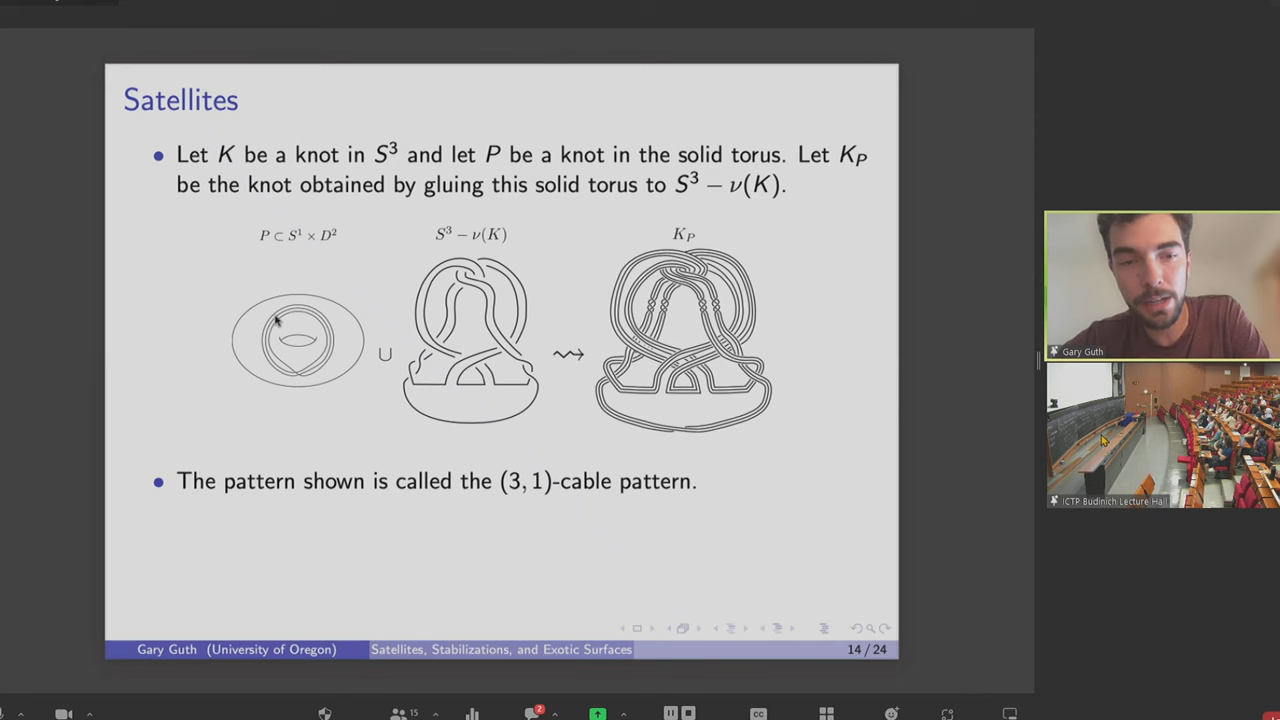 Satellites
• Let K be a knot in S³ and let P be a knot in the solid torus. Let K_P
be the knot obtained by gluing this solid torus to S³ − ν(K).
P ⊂ S¹ × D²
S³ − ν(K)
K_P
∪
⇝
• The pattern shown is called the (3, 1)-cable pattern.
Gary Guth (University of Oregon)
Satellites, Stabilizations, and Exotic Surfaces
14 / 24
Gary Guth
ICTP Budinich Lecture Hall
15
2
CC